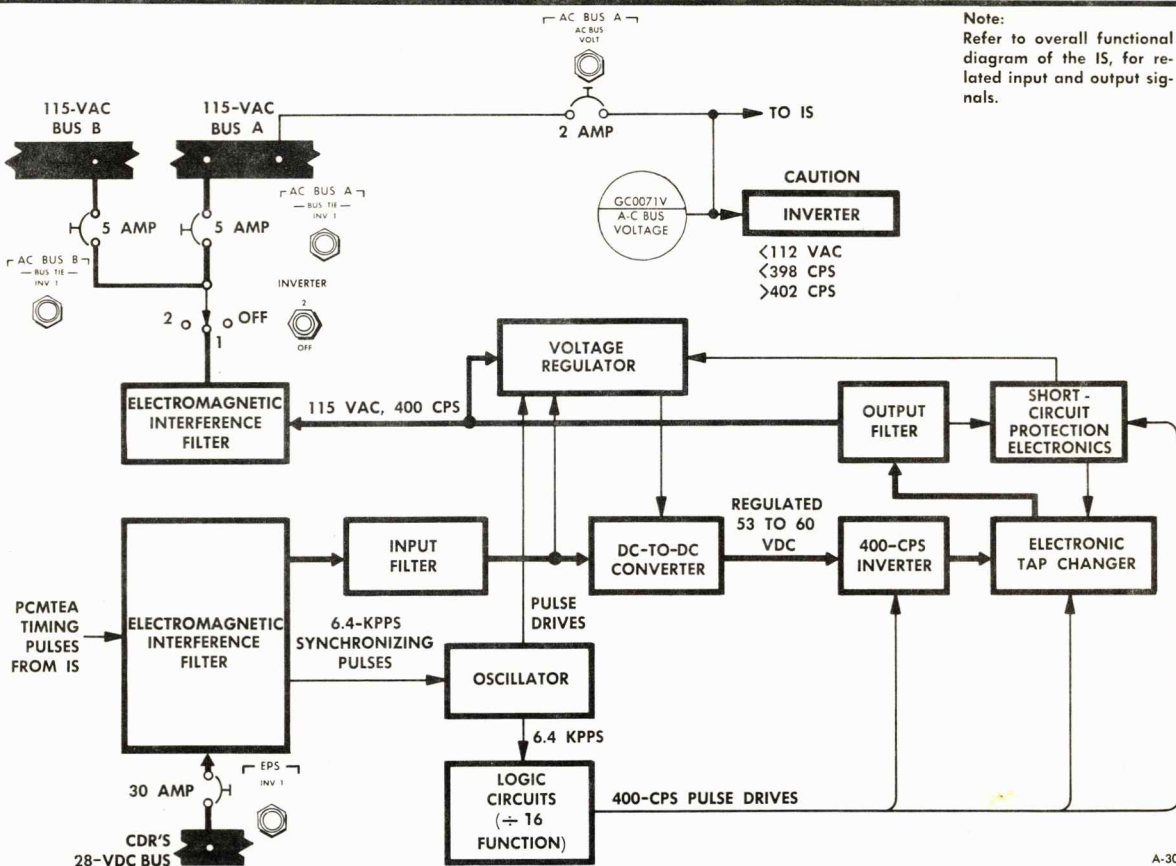 AC BUS A
AC BUS
VOLT
Note:
Refer to overall functional
diagram of the IS, for re-
lated input and output sig-
nals.
115-VAC
BUS B
115-VAC
BUS A
2 AMP
TO IS
AC BUS A
BUS TIE
INV 1
GC0071V
A-C BUS
VOLTAGE
CAUTION
INVERTER
<112 VAC
<398 CPS
>402 CPS
5 AMP
5 AMP
AC BUS B
BUS TIE
INV 1
INVERTER
2
OFF
2
1
OFF
VOLTAGE
REGULATOR
ELECTROMAGNETIC
INTERFERENCE
FILTER
115 VAC, 400 CPS
OUTPUT
FILTER
SHORT-
CIRCUIT
PROTECTION
ELECTRONICS
INPUT
FILTER
DC-TO-DC
CONVERTER
REGULATED
53 TO 60
VDC
400-CPS
INVERTER
ELECTRONIC
TAP CHANGER
PCMTEA
TIMING
PULSES
FROM IS
ELECTROMAGNETIC
INTERFERENCE
FILTER
6.4-KPPS
SYNCHRONIZING
PULSES
PULSE
DRIVES
OSCILLATOR
6.4 KPPS
LOGIC
CIRCUITS
(÷ 16
FUNCTION)
400-CPS PULSE DRIVES
30 AMP
EPS
INV 1
CDR'S
28-VDC BUS